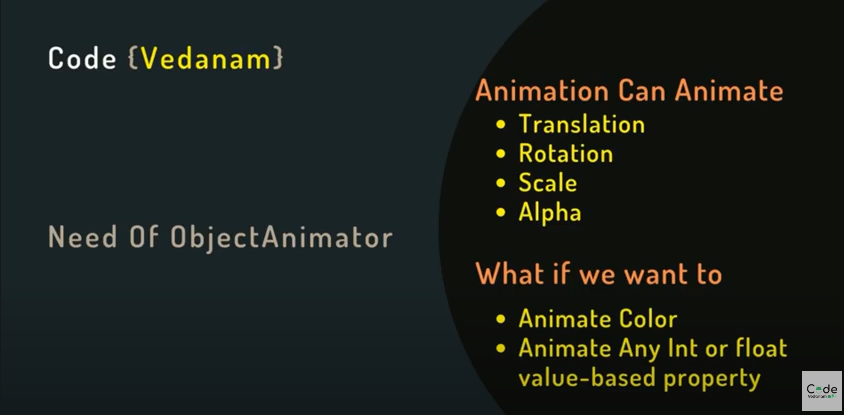 Code {Vedanam}
Need Of ObjectAnimator
Animation Can Animate
• Translation
• Rotation
• Scale
• Alpha
What if we want to
• Animate Color
• Animate Any Int or float
value-based property
Code